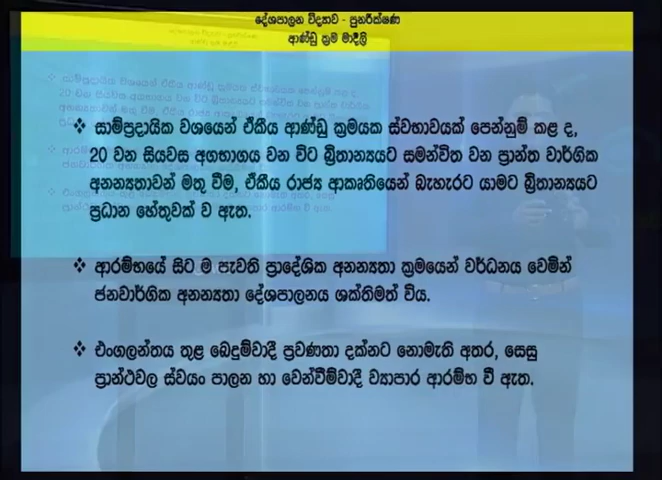 දේශපාලන විද්‍යාව - පුනරීක්ෂණ
ආණ්ඩු ක්‍රම මාදිලි
❖ සාම්ප්‍රදායික වශයෙන් ඒකීය ආණ්ඩු ක්‍රමයක ස්වභාවයක් පෙන්නුම් කළ ද,
20 වන සියවස අගභාගය වන විට බ්‍රිතාන්‍යයට සමන්විත වන ප්‍රාන්ත වාර්ගික
අනන්‍යතාවන් මතු වීම, ඒකීය රාජ්‍ය ආකෘතියෙන් බැහැරට යාමට බ්‍රිතාන්‍යයට
ප්‍රධාන හේතුවක් ව ඇත.
❖ ආරම්භයේ සිට ම පැවති ප්‍රාදේශික අනන්‍යතා ක්‍රමයෙන් වර්ධනය වෙමින්
ජනවාර්ගික අනන්‍යතා දේශපාලනය ශක්තිමත් විය.
❖ එංගලන්තය තුළ බෙදුම්වාදී ප්‍රවණතා දක්නට නොමැති අතර, සෙසු
ප්‍රාන්ථවල ස්වයං පාලන හා වෙන්වීම්වාදී ව්‍යාපාර ආරම්භ වී ඇත.